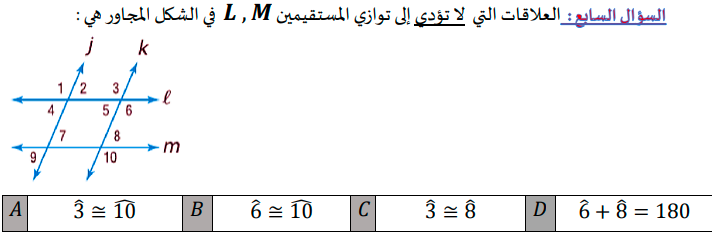 السؤال السابع: العلاقات التي لا تؤدي إلى توازي المستقيمين L , M في الشكل المجاور هي :
j k
1 2 3 ℓ
4 5 6
7 8 m
9 10
A 3̂ ≅ 1̂0 B 6̂ ≅ 1̂0 C 3̂ ≅ 8̂ D 6̂ + 8̂ = 180